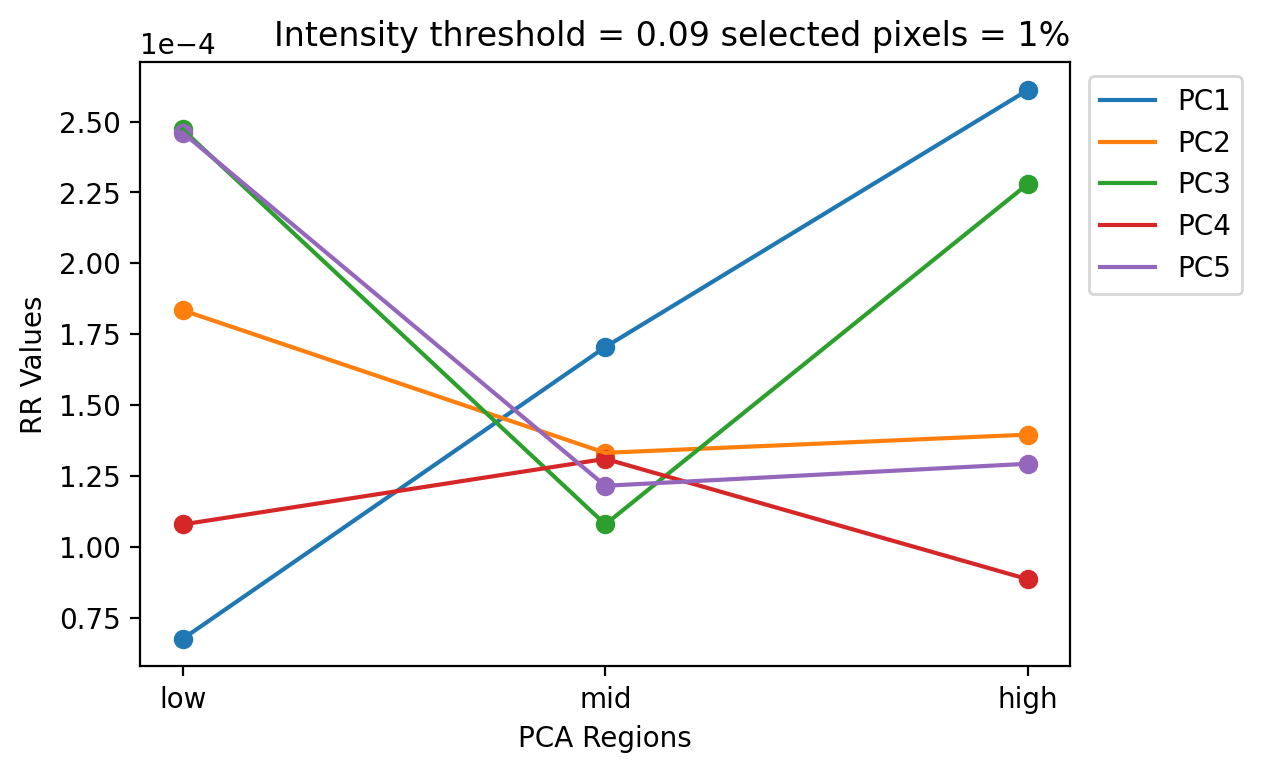 Intensity threshold = 0.09 selected pixels = 1%
1e−4
2.50
2.25
2.00
1.75
1.50
1.25
1.00
0.75
RR Values
low mid high
PCA Regions
PC1
PC2
PC3
PC4
PC5